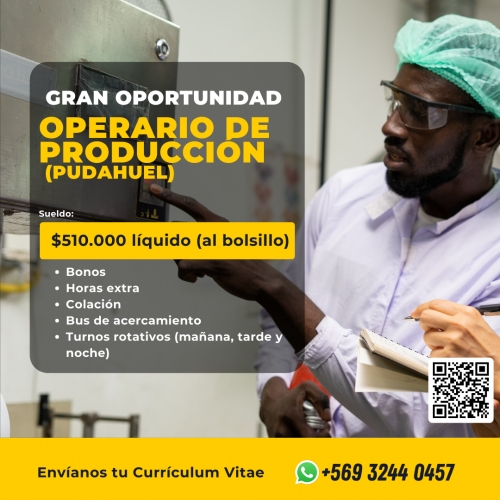 GRAN OPORTUNIDAD
OPERARIO DE
PRODUCCIÓN
(PUDAHUEL)
Sueldo:
$510.000 líquido (al bolsillo)
• Bonos
• Horas extra
• Colación
• Bus de acercamiento
• Turnos rotativos (mañana, tarde y
noche)
Envíanos tu Currículum Vitae
+569 3244 0457